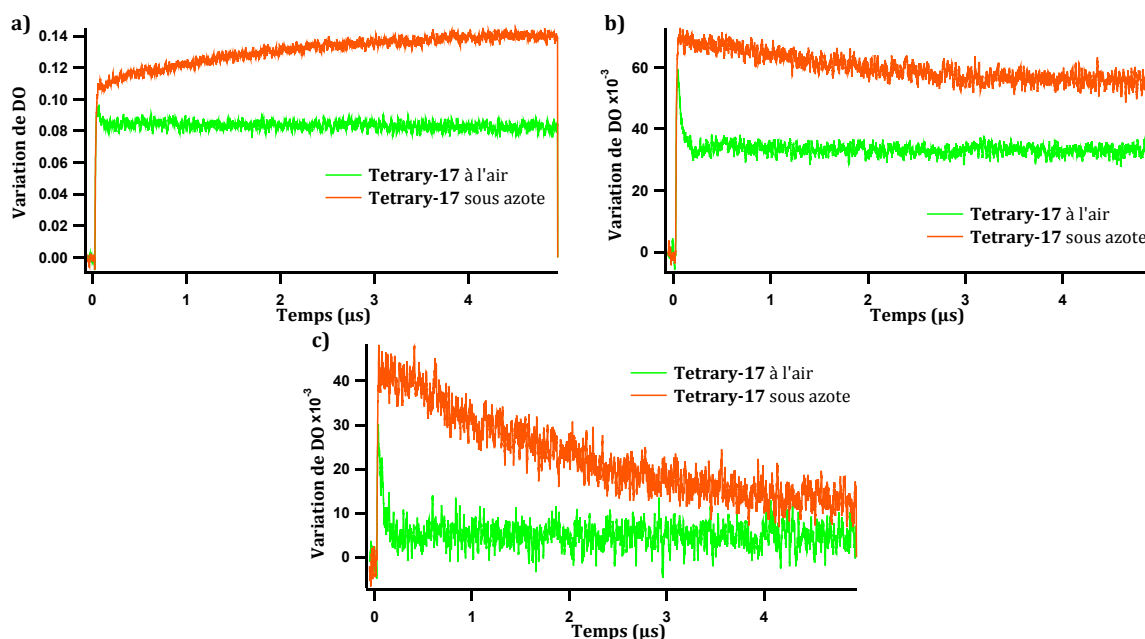 a)
Variation de DO
0.14
0.12
0.10
0.08
0.06
0.04
0.02
0.00
Tetrary-17 à l'air
Tetrary-17 sous azote
0 1 2 3 4
Temps (µs)
b)
Variation de DO x10-3
60
40
20
0
Tetrary-17 à l'air
Tetrary-17 sous azote
0 1 2 3 4
Temps (µs)
c)
Variation de DO x10-3
40
30
20
10
0
Tetrary-17 à l'air
Tetrary-17 sous azote
0 1 2 3 4
Temps (µs)